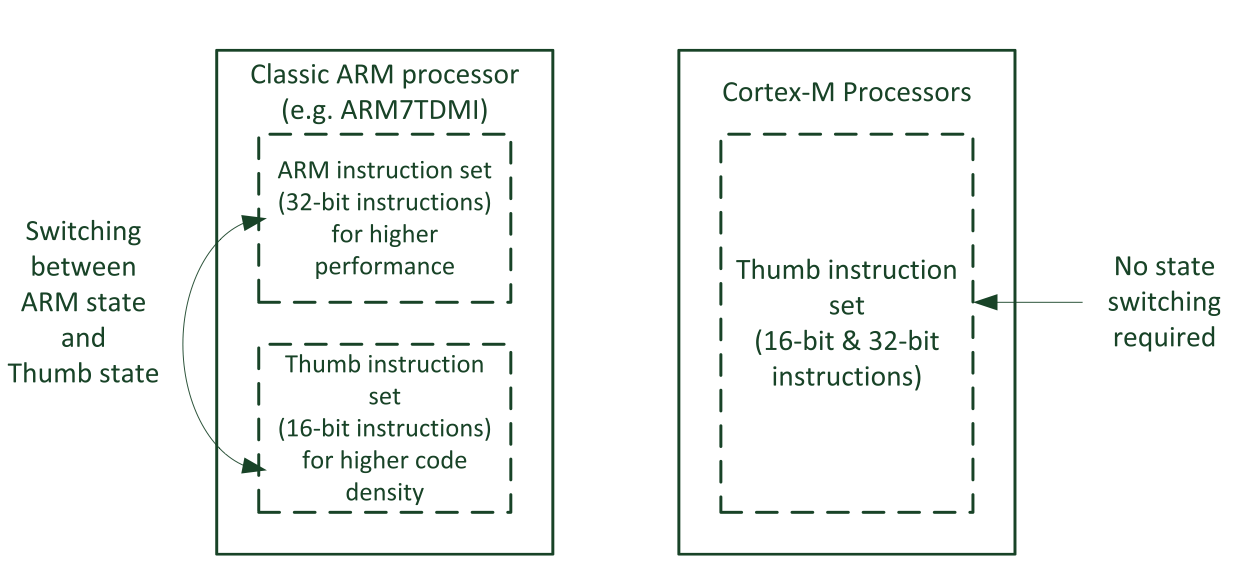 Classic ARM processor
(e.g. ARM7TDMI)
ARM instruction set
(32-bit instructions)
for higher
performance
Switching
between
ARM state
and
Thumb state
Thumb instruction
set
(16-bit instructions)
for higher code
density
Cortex-M Processors
Thumb instruction
set
(16-bit & 32-bit
instructions)
No state
switching
required